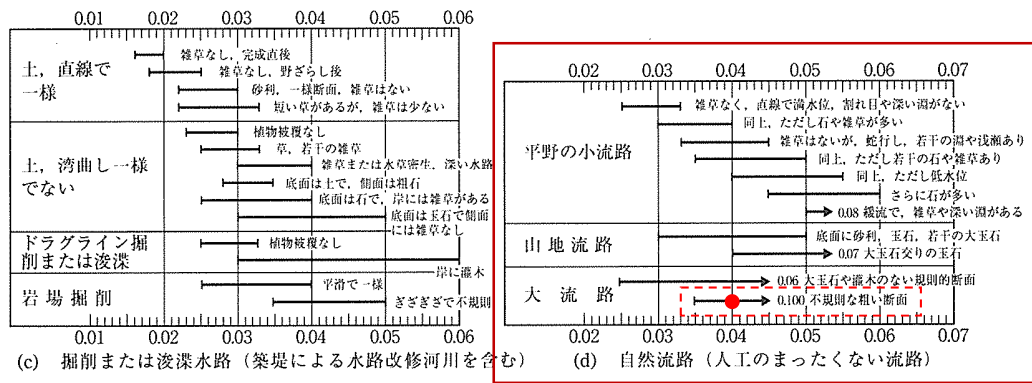 0.01 0.02 0.03 0.04 0.05 0.06
土，直線で
一様
雑草なし，完成直後
雑草なし，野ざらし後
砂利，一様断面，雑草はない
短い草があるが，雑草は少ない
土，湾曲し一様
でない
植物被覆なし
草，若干の雑草
雑草または水草密生，深い水路
底面は土で，側面は粗石
底面は石で，岸には雑草がある
底面は玉石で側面
には雑草なし
ドラグライン掘
削または浚渫
植物被覆なし
岸に灌木
岩場掘削
平滑で一様
ぎざぎざで不規則
0.01 0.02 0.03 0.04 0.05 0.06
(c) 掘削または浚渫水路（築堤による水路改修河川を含む）
0.02 0.03 0.04 0.05 0.06 0.07
平野の小流路
雑草なく，直線で満水位，割れ目や深い淵がない
同上，ただし石や雑草が多い
雑草はないが，蛇行し，若干の淵や浅瀬あり
同上，ただし若干の石や雑草あり
同上，ただし低水位
さらに石が多い
0.08 緩流で，雑草や深い淵がある
山地流路
底面に砂利，玉石，若干の大玉石
0.07 大玉石交りの玉石
大流路
0.06 大玉石や灌木のない規則的断面
0.100 不規則な粗い断面
0.02 0.03 0.04 0.05 0.06 0.07
(d) 自然流路（人工のまったくない流路）